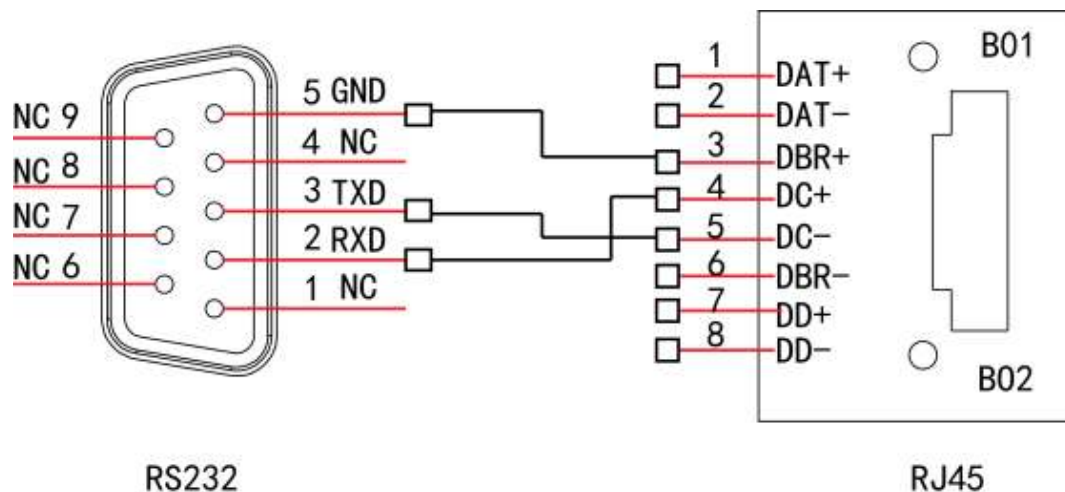 NC 9
NC 8
NC 7
NC 6
5 GND
4 NC
3 TXD
2 RXD
1 NC
RS232
1 DAT+
2 DAT-
3 DBR+
4 DC+
5 DC-
6 DBR-
7 DD+
8 DD-
B01
B02
RJ45